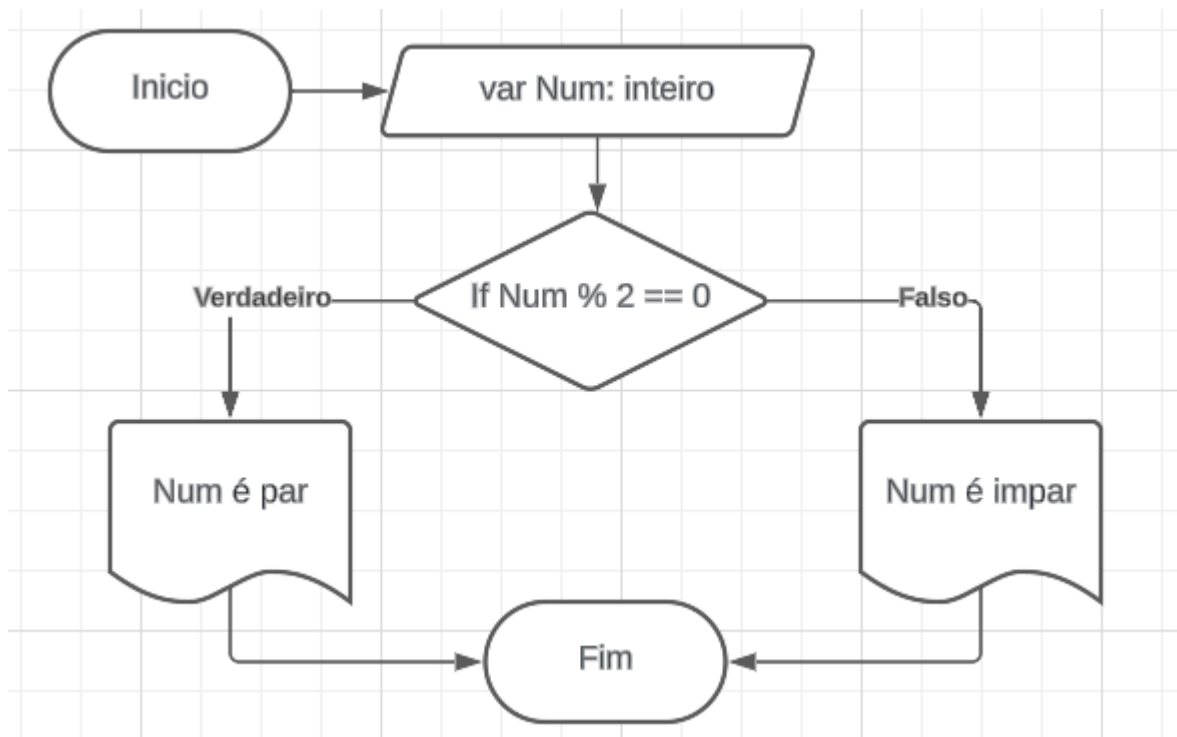 Inicio
var Num: inteiro
If Num % 2 == 0
Verdadeiro
Falso
Num é par
Num é impar
Fim